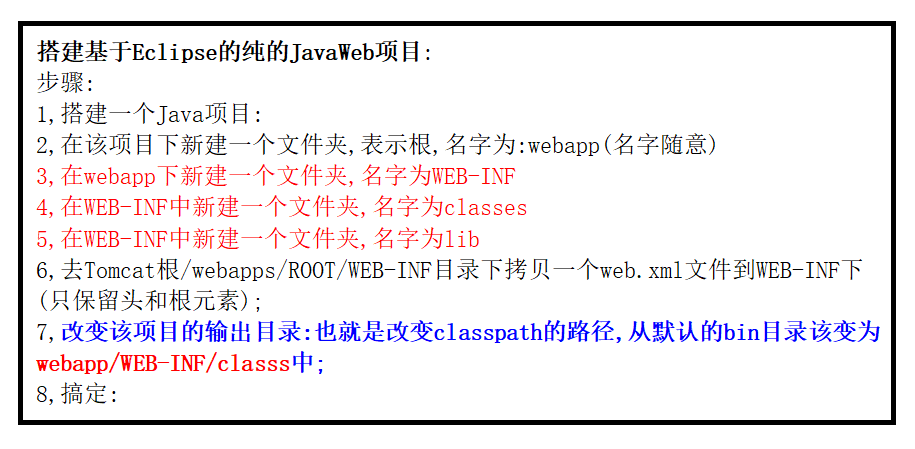 搭建基于Eclipse的纯的JavaWeb项目:
步骤:
1,搭建一个Java项目:
2,在该项目下新建一个文件夹,表示根,名字为:webapp(名字随意)
3,在webapp下新建一个文件夹,名字为WEB-INF
4,在WEB-INF中新建一个文件夹,名字为classes
5,在WEB-INF中新建一个文件夹,名字为lib
6,去Tomcat根/webapps/ROOT/WEB-INF目录下拷贝一个web.xml文件到WEB-INF下
(只保留头和根元素);
7,改变该项目的输出目录:也就是改变classpath的路径,从默认的bin目录该变为
webapp/WEB-INF/classs中;
8,搞定: